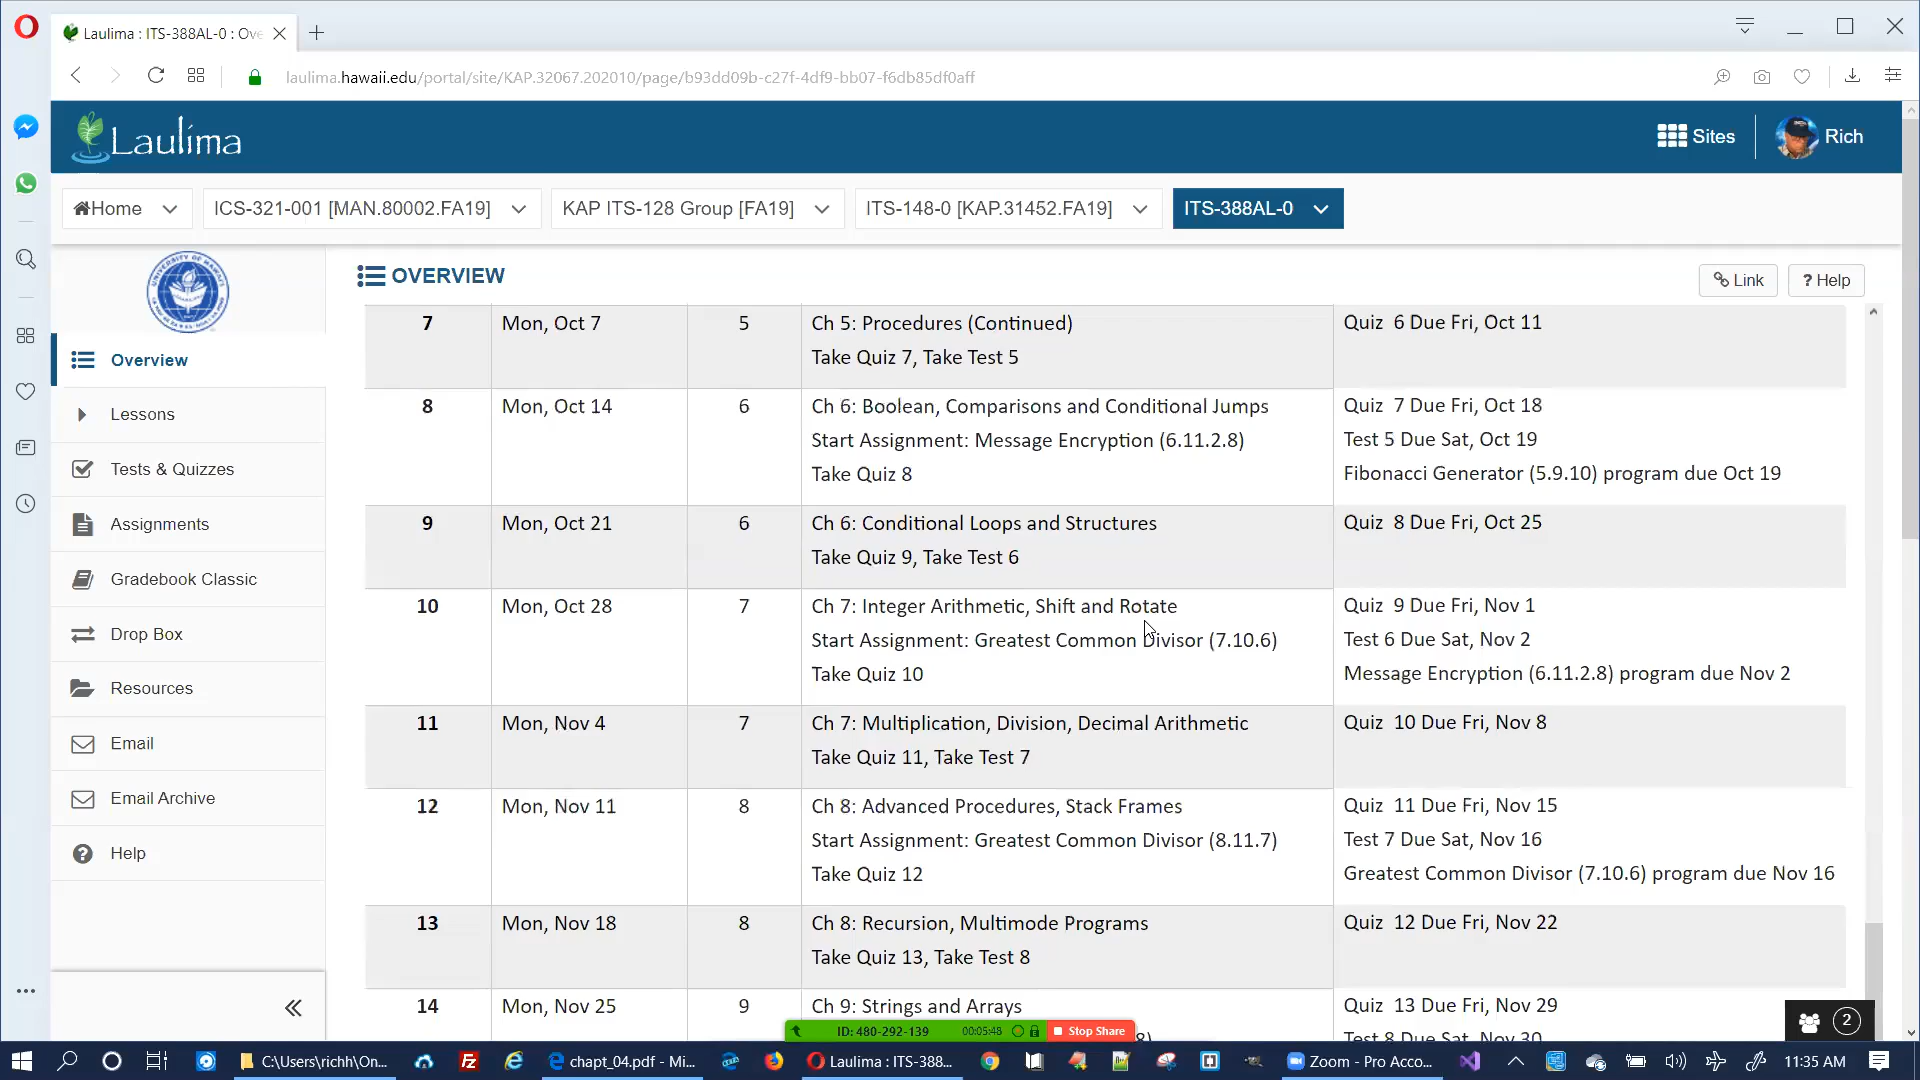 Laulima : ITS-388AL-0 : Ove
laulima.hawaii.edu/portal/site/KAP.32067.202010/page/b93dd09b-c27f-4df9-bb07-f6db85df0aff
Laulima
Sites
Rich
Home
ICS-321-001 [MAN.80002.FA19]
KAP ITS-128 Group [FA19]
ITS-148-0 [KAP.31452.FA19]
ITS-388AL-0
OVERVIEW
Link
? Help
Overview
Lessons
Tests & Quizzes
Assignments
Gradebook Classic
Drop Box
Resources
Email
Email Archive
Help
7 Mon, Oct 7 5 Ch 5: Procedures (Continued) Quiz 6 Due Fri, Oct 11
Take Quiz 7, Take Test 5
8 Mon, Oct 14 6 Ch 6: Boolean, Comparisons and Conditional Jumps Quiz 7 Due Fri, Oct 18
Start Assignment: Message Encryption (6.11.2.8) Test 5 Due Sat, Oct 19
Take Quiz 8 Fibonacci Generator (5.9.10) program due Oct 19
9 Mon, Oct 21 6 Ch 6: Conditional Loops and Structures Quiz 8 Due Fri, Oct 25
Take Quiz 9, Take Test 6
10 Mon, Oct 28 7 Ch 7: Integer Arithmetic, Shift and Rotate Quiz 9 Due Fri, Nov 1
Start Assignment: Greatest Common Divisor (7.10.6) Test 6 Due Sat, Nov 2
Take Quiz 10 Message Encryption (6.11.2.8) program due Nov 2
11 Mon, Nov 4 7 Ch 7: Multiplication, Division, Decimal Arithmetic Quiz 10 Due Fri, Nov 8
Take Quiz 11, Take Test 7
12 Mon, Nov 11 8 Ch 8: Advanced Procedures, Stack Frames Quiz 11 Due Fri, Nov 15
Start Assignment: Greatest Common Divisor (8.11.7) Test 7 Due Sat, Nov 16
Take Quiz 12 Greatest Common Divisor (7.10.6) program due Nov 16
13 Mon, Nov 18 8 Ch 8: Recursion, Multimode Programs Quiz 12 Due Fri, Nov 22
Take Quiz 13, Take Test 8
14 Mon, Nov 25 9 Ch 9: Strings and Arrays Quiz 13 Due Fri, Nov 29
8) Test 8 Due Sat, Nov 30
ID: 480-292-139 00:05:48 Stop Share
2
C:\Users\richh\On...
chapt_04.pdf - Mi...
Laulima : ITS-388...
Zoom - Pro Acco...
11:35 AM